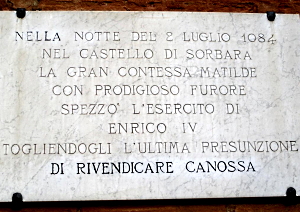 NELLA NOTTE DEL 2 LUGLIO 1084
NEL CASTELLO DI SORBARA
LA GRAN CONTESSA MATILDE
CON PRODIGIOSO FURORE
SPEZZO' L'ESERCITO DI
ENRICO IV
TOGLIENDOGLI L'ULTIMA PRESUNZIONE
DI RIVENDICARE CANOSSA